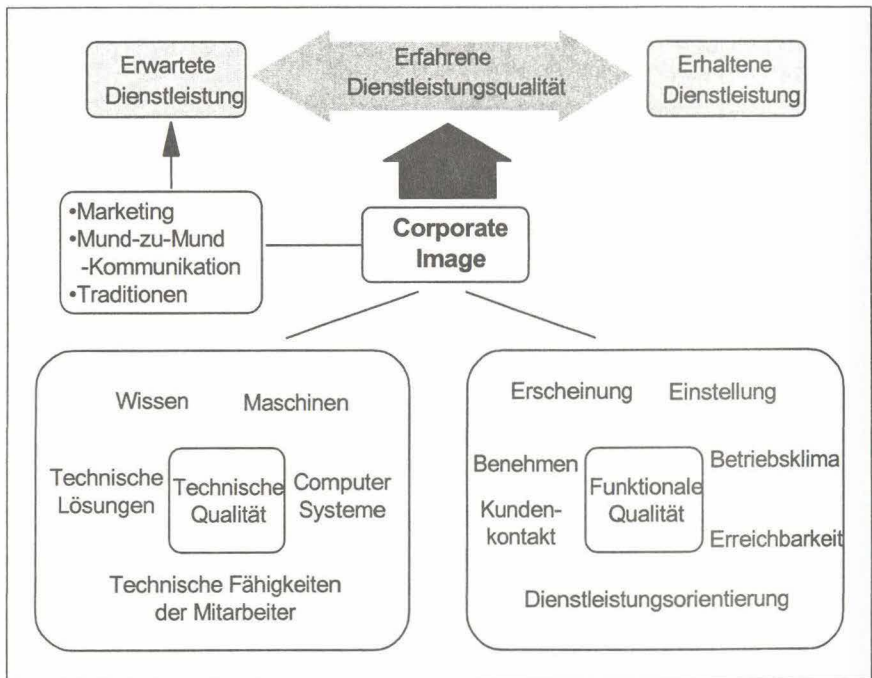 Erwartete
Dienstleistung
Erfahrene
Dienstleistungsqualität
Erhaltene
Dienstleistung
•Marketing
•Mund-zu-Mund
-Kommunikation
•Traditionen
Corporate
Image
Wissen
Maschinen
Technische
Lösungen
Technische
Qualität
Computer
Systeme
Technische Fähigkeiten
der Mitarbeiter
Erscheinung
Einstellung
Benehmen
Kunden-
kontakt
Funktionale
Qualität
Betriebsklima
Erreichbarkeit
Dienstleistungsorientierung